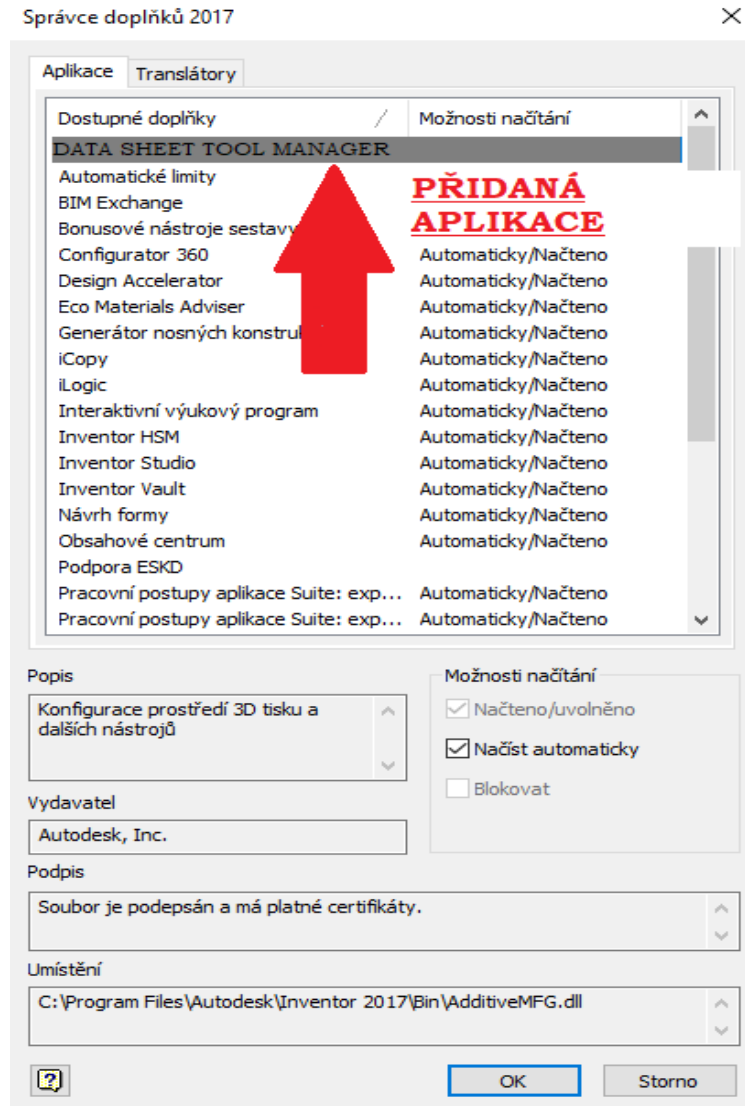 Správce doplňků 2017
Aplikace Translátory
Dostupné doplňky Možnosti načítání
DATA SHEET TOOL MANAGER
Automatické limity
PŘIDANÁ
BIM Exchange
APLIKACE
Bonusové nástroje sestavy
Configurator 360 Automaticky/Načteno
Design Accelerator Automaticky/Načteno
Eco Materials Adviser Automaticky/Načteno
Generátor nosných Automaticky/Načteno
iCopy Automaticky/Načteno
iLogic Automaticky/Načteno
Interaktivní výukový program Automaticky/Načteno
Inventor HSM Automaticky/Načteno
Inventor Studio Automaticky/Načteno
Inventor Vault Automaticky/Načteno
Návrh formy Automaticky/Načteno
Obsahové centrum Automaticky/Načteno
Podpora ESKD
Pracovní postupy aplikace Suite: exp... Automaticky/Načteno
Pracovní postupy aplikace Suite: exp... Automaticky/Načteno
Popis
Konfigurace prostředí 3D tisku a
dalších nástrojů
Možnosti načítání
Načteno/uvolněno
Načíst automaticky
Blokovat
Vydavatel
Autodesk, Inc.
Podpis
Soubor je podepsán a má platné certifikáty.
Umístění
C:\Program Files\Autodesk\Inventor 2017\Bin\AdditiveMFG.dll
OK Storno